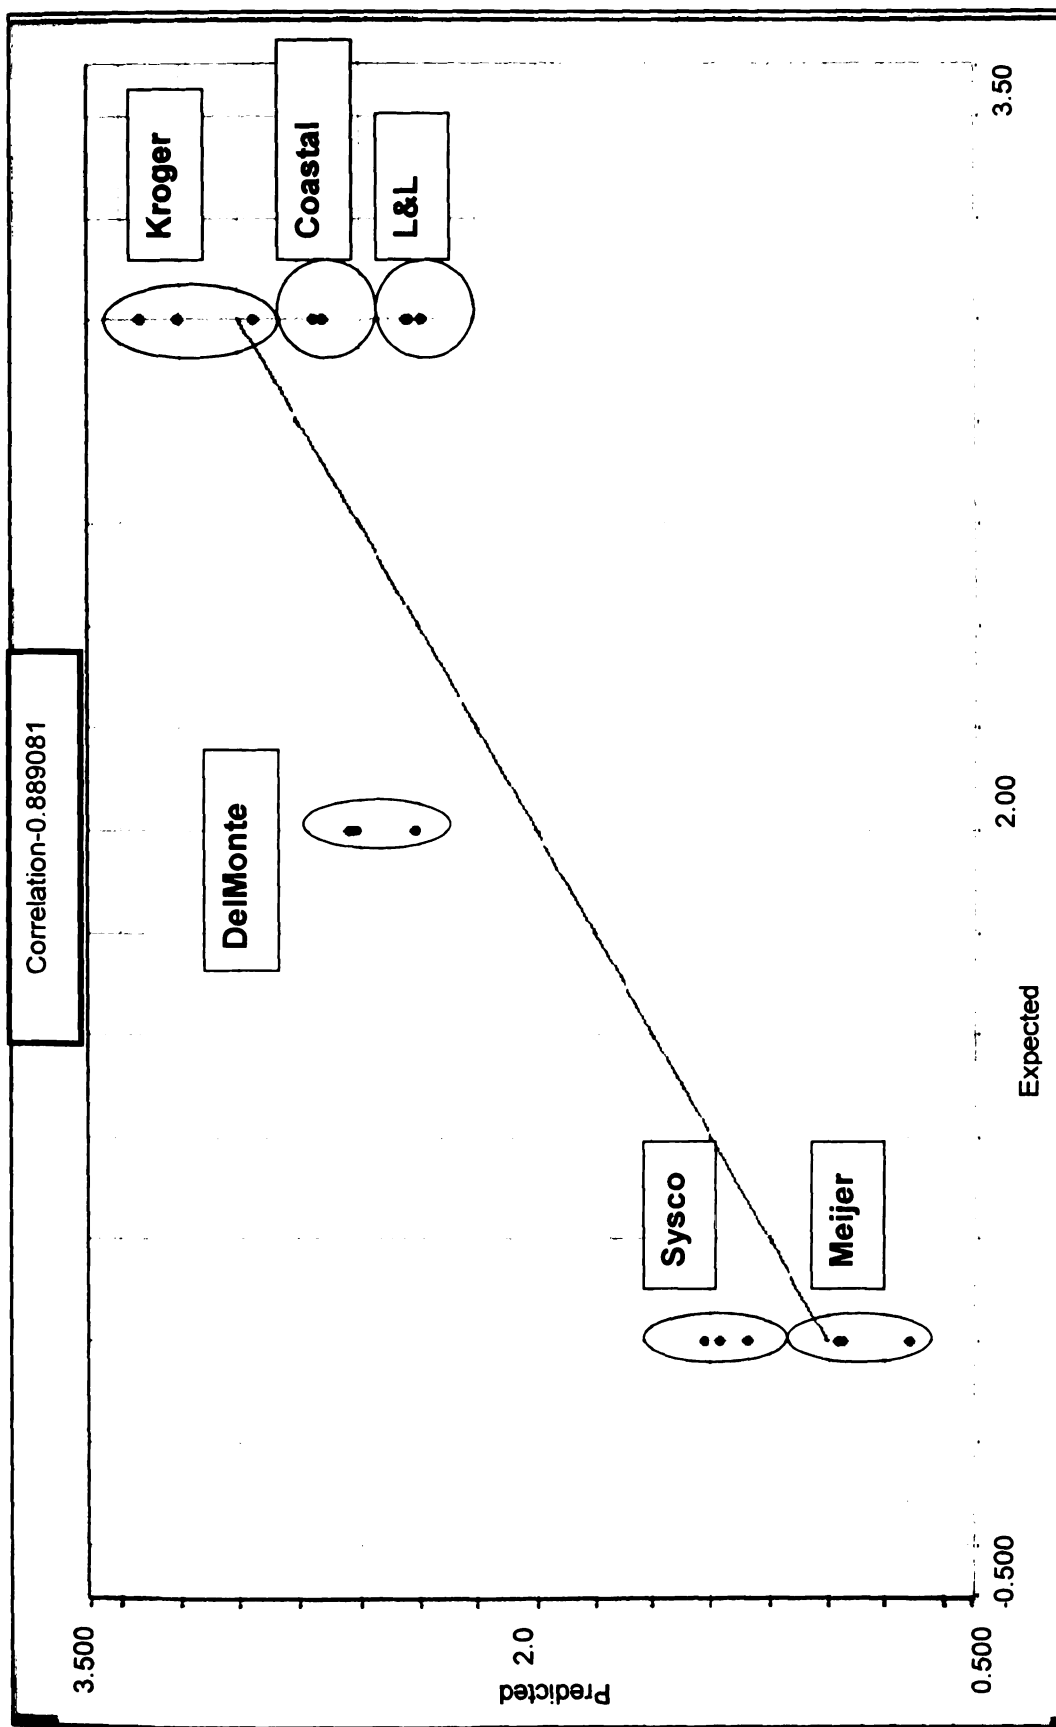 Correlation-0.889081
Kroger
Coastal
L&L
DelMonte
Sysco
Meijer
3.500
2.0
0.500
Predicted
-0.500
2.00
3.50
Expected